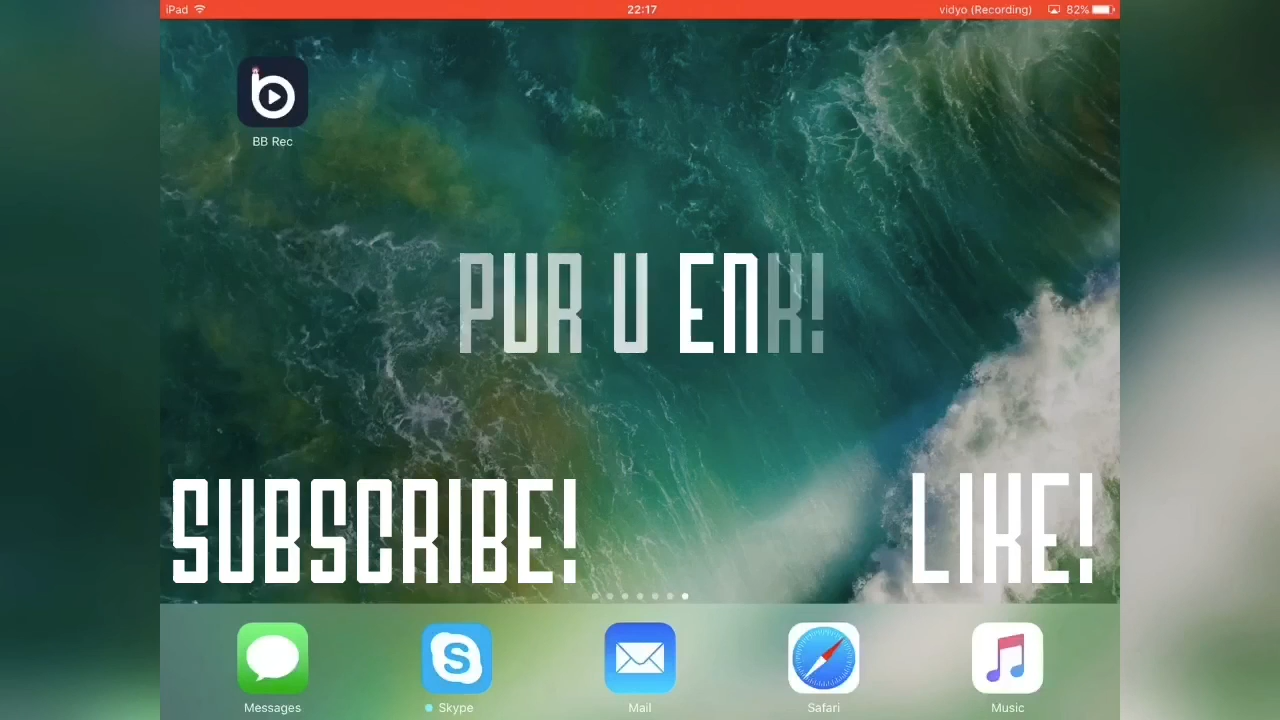 iPad 22:17 vidyo (Recording) 82%
BB Rec
PUR U ENK!
SUBSCRIBE! LIKE!
Messages Skype Mail Safari Music